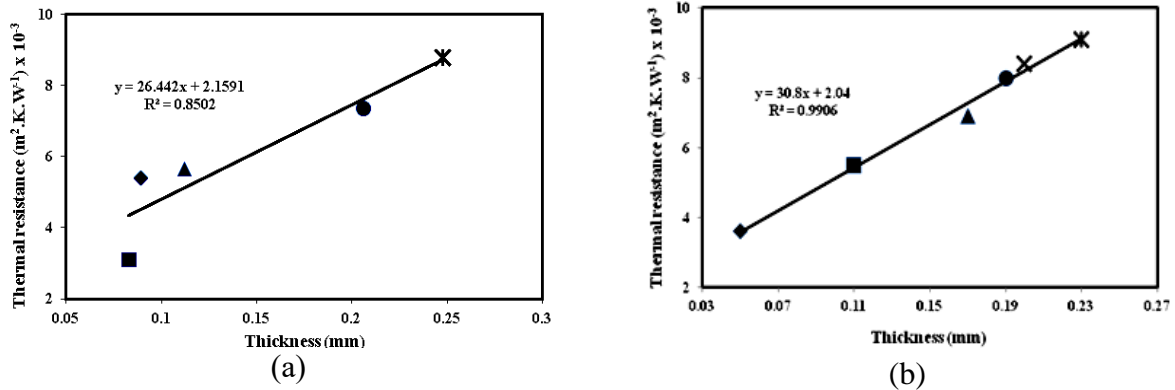 Thermal resistance (m².K.W⁻¹) x 10⁻³
10
8
6
4
2
y = 26.442x + 2.1591
R² = 0.8502
0.05 0.1 0.15 0.2 0.25 0.3
Thickness (mm)
(a)
Thermal resistance (m².K.W⁻¹) x 10⁻³
10
8
6
4
2
y = 30.8x + 2.04
R² = 0.9906
0.03 0.07 0.11 0.15 0.19 0.23 0.27
Thickness (mm)
(b)